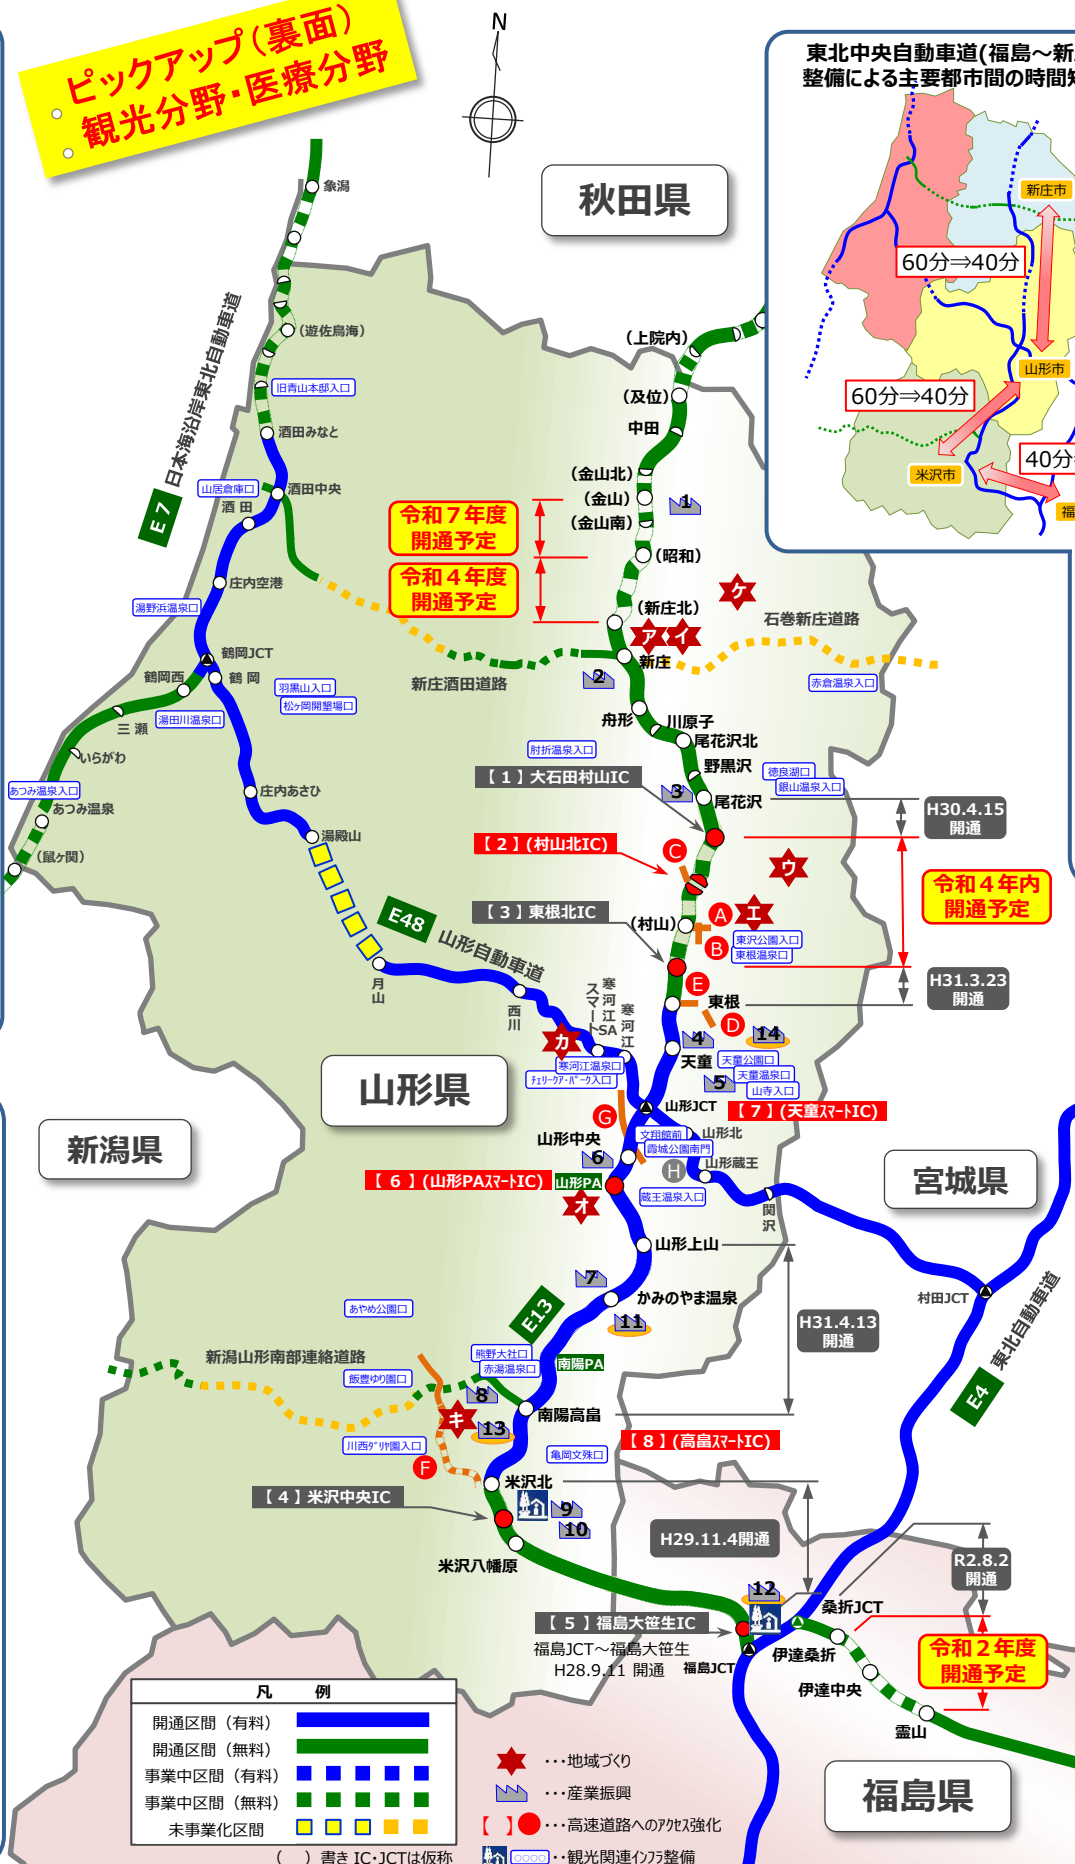 ピックアップ（裏面）
観光分野・医療分野
N
秋田県
東北中央自動車道(福島～新
整備による主要都市間の時間
新庄市
60分⇒40分
山形市
60分⇒40分
米沢市
40分
福
象潟
（遊佐鳥海）
旧青山本邸入口
日本海沿岸東北自動車道
E7
酒田みなと
山居倉庫口
酒田中央
酒田
庄内空港
湯野浜温泉口
鶴岡JCT
鶴岡西
鶴岡
羽黒山入口
松ヶ岡開墾場口
湯田川温泉口
三瀬
いらがわ
あつみ温泉入口
あつみ温泉
（鼠ヶ関）
庄内あさひ
湯殿山
E48
山形自動車道
月山
西川
寒河江SAスマート
寒河江
（上院内）
（及位）
中田
（金山北）
（金山）
（金山南）
1
令和７年度
開通予定
（昭和）
令和４年度
開通予定
（新庄北）
ケ
ア
イ
石巻新庄道路
新庄
新庄酒田道路
2
赤倉温泉入口
舟形
川原子
尾花沢北
肘折温泉入口
野黒沢
徳良湖口
銀山温泉入口
【１】大石田村山IC
3
尾花沢
H30.4.15
開通
【２】(村山北IC)
C
ウ
令和４年内
開通予定
【３】東根北IC
（村山）
A
エ
B
東沢公園入口
東根温泉口
E
H31.3.23
開通
東根
D
カ
4
14
天童
天童公園口
天童温泉口
山寺入口
5
寒河江温泉口
チェリークア・パーク入口
山形県
G
山形JCT
【７】(天童スマートIC)
山形中央
文翔館前
山形北
霞城公園南門
6
H
山形蔵王
新潟県
宮城県
【６】(山形PAスマートIC)
山形PA
オ
蔵王温泉入口
関沢
山形上山
7
かみのやま温泉
11
村田JCT
東北自動車道
E4
H31.4.13
開通
あやめ公園口
E13
新潟山形南部連絡道路
熊野大社口
赤湯温泉口
南陽PA
飯豊ゆり園口
8
キ
13
南陽高畠
【８】(高畠スマートIC)
川西ダリヤ園入口
F
亀岡文殊口
米沢北
【４】米沢中央IC
9
10
米沢八幡原
H29.11.4開通
R2.8.2
開通
12
桑折JCT
【５】福島大笹生IC
福島JCT～福島大笹生
H28.9.11 開通
福島JCT
伊達桑折
令和２年度
開通予定
伊達中央
霊山
福島県
凡　例
開通区間（有料）
開通区間（無料）
事業中区間（有料）
事業中区間（無料）
未事業化区間
（　）書き IC・JCTは仮称
・・・地域づくり
・・・産業振興
【　】・・・高速道路へのアクセス強化
○○○○・・観光関連インフラ整備